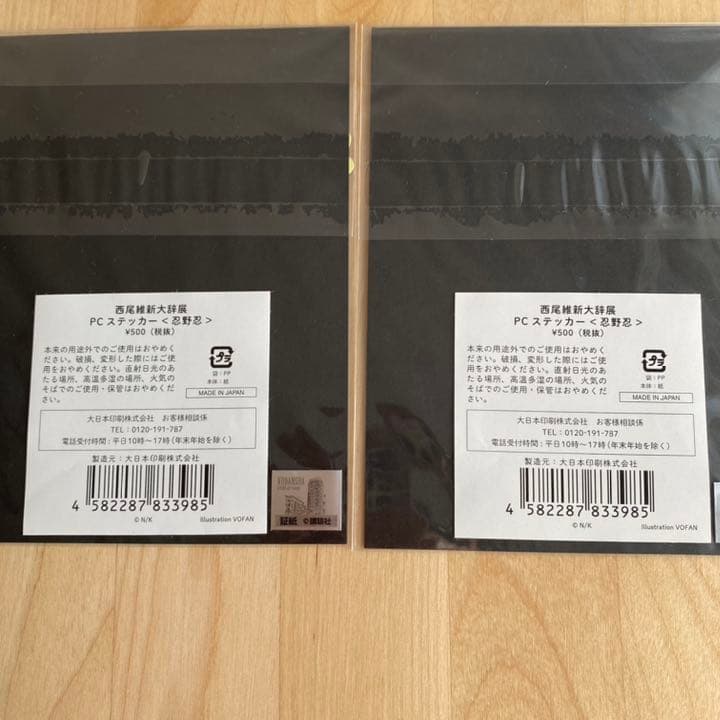 西尾維新大辞展
PCステッカー＜忍野忍＞
¥500（税抜）
本来の用途外でのご使用はおやめく
ださい。破損、変形した際にはご使
用をおやめください。直射日光のあ
たる場所、高温多湿の場所、火気の
そばでのご使用・保管はおやめくだ
さい。
プラ
袋：PP
本体：紙
MADE IN JAPAN
大日本印刷株式会社　お客様相談係
TEL：0120-191-787
電話受付時間：平日10時～17時（年末年始を除く）
製造元：大日本印刷株式会社
4 582287 833985
© N/K
Illustration VOFAN
KODANSHA
証紙 ©講談社
西尾維新大辞展
PCステッカー＜忍野忍＞
¥500（税抜）
本来の用途外でのご使用はおやめく
ださい。破損、変形した際にはご使
用をおやめください。直射日光のあ
たる場所、高温多湿の場所、火気の
そばでのご使用・保管はおやめくだ
さい。
プラ
袋：PP
本体：紙
MADE IN JAPAN
大日本印刷株式会社　お客様相談係
TEL：0120-191-787
電話受付時間：平日10時～17時（年末年始を除く）
製造元：大日本印刷株式会社
4 582287 833985
© N/K
Illustration VOFAN